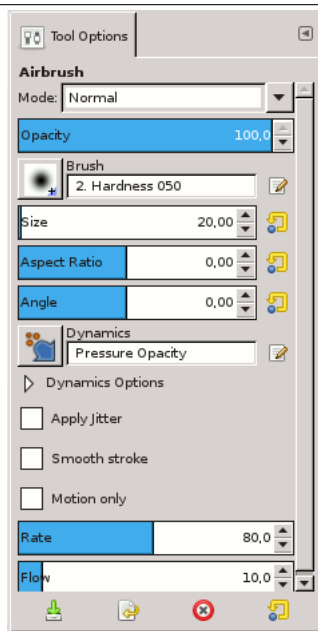 Tool Options
Airbrush
Mode: Normal
Opacity 100,0
Brush
2. Hardness 050
Size 20,00
Aspect Ratio 0,00
Angle 0,00
Dynamics
Pressure Opacity
Dynamics Options
Apply Jitter
Smooth stroke
Motion only
Rate 80,0
Flow 10,0